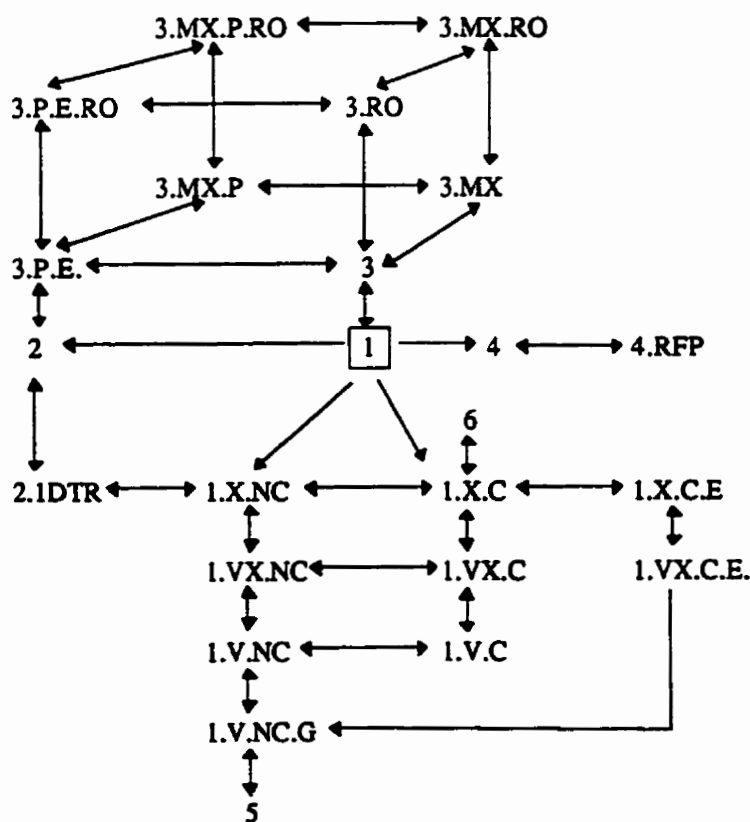 3.MX.P.RO 3.MX.RO
3.P.E.RO 3.RO
3.MX.P 3.MX
3.P.E. 3
2 1 4 4.RFP
6
2.1DTR 1.X.NC 1.X.C 1.X.C.E
1.VX.NC 1.VX.C 1.VX.C.E.
1.V.NC 1.V.C
1.V.NC.G
5